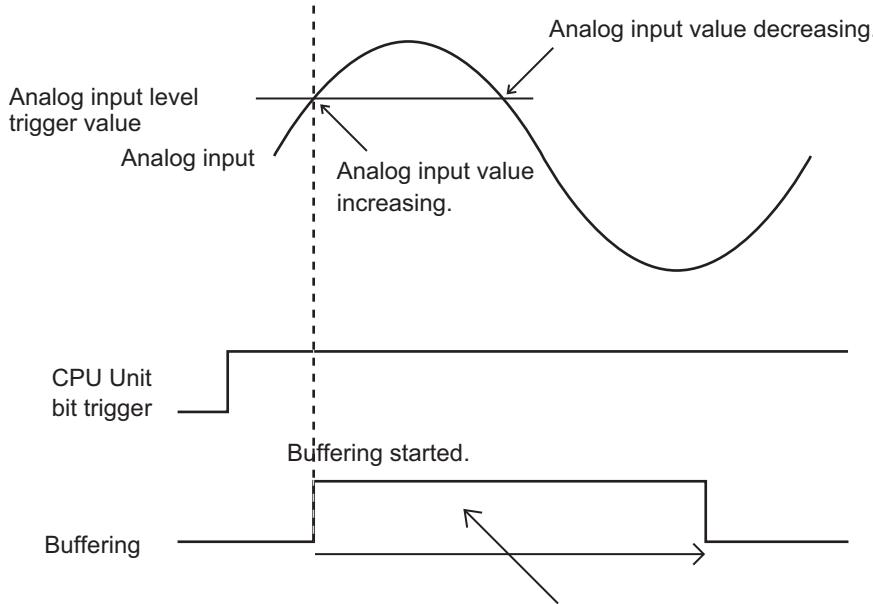 Analog input value decreasing.
Analog input level
trigger value
Analog input
Analog input value
increasing.
CPU Unit
bit trigger
Buffering started.
Buffering